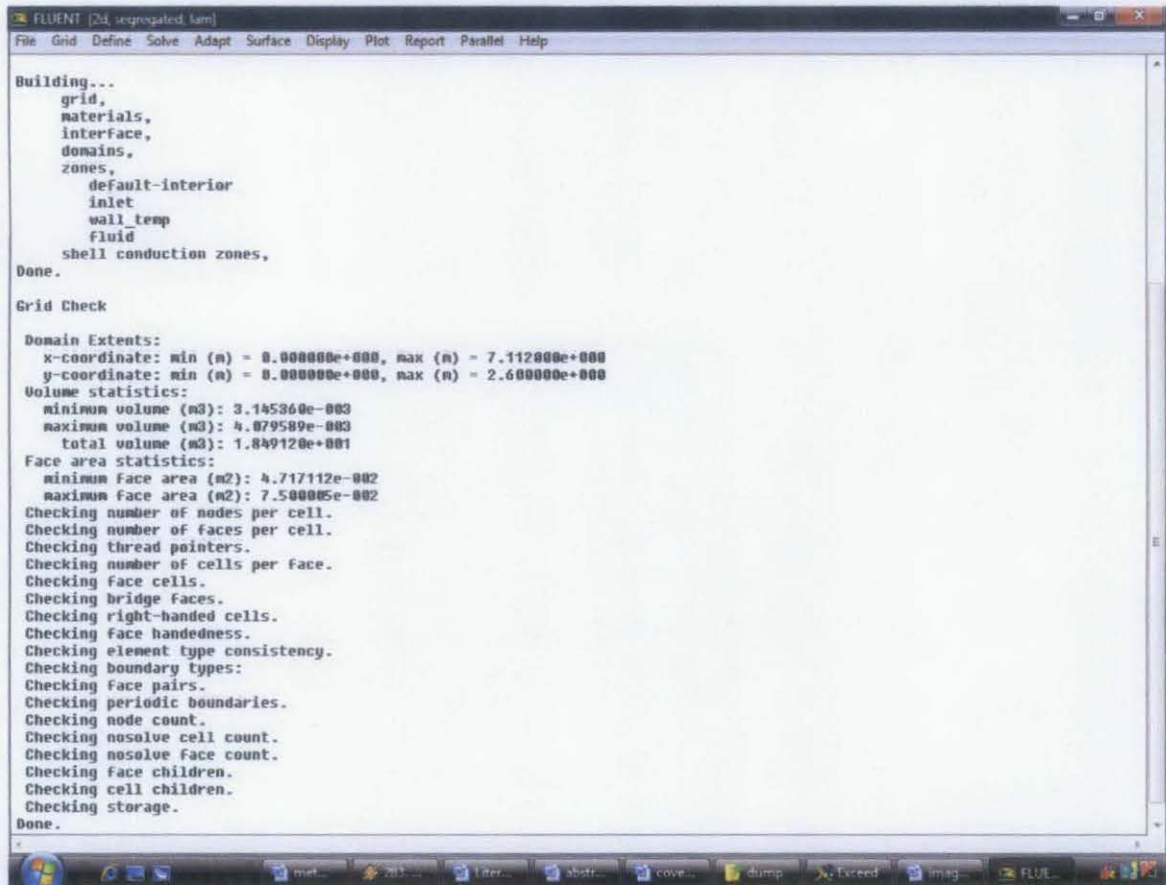 FLUENT [2d, segregated, lam]
File Grid Define Solve Adapt Surface Display Plot Report Parallel Help
Building...
grid,
materials,
interface,
domains,
zones,
default-interior
inlet
wall_temp
fluid
shell conduction zones,
Done.
Grid Check
Domain Extents:
x-coordinate: min (m) = 0.000000e+000, max (m) = 7.112000e+000
y-coordinate: min (m) = 0.000000e+000, max (m) = 2.600000e+000
Volume statistics:
minimum volume (m3): 3.145360e-003
maximum volume (m3): 4.079589e-003
total volume (m3): 1.849120e+001
Face area statistics:
minimum face area (m2): 4.717112e-002
maximum face area (m2): 7.500005e-002
Checking number of nodes per cell.
Checking number of faces per cell.
Checking thread pointers.
Checking number of cells per face.
Checking face cells.
Checking bridge faces.
Checking right-handed cells.
Checking face handedness.
Checking element type consistency.
Checking boundary types:
Checking face pairs.
Checking periodic boundaries.
Checking node count.
Checking nosolve cell count.
Checking nosolve face count.
Checking face children.
Checking cell children.
Checking storage.
Done.
met... 2B3... Liter... abstr... cove... dump Exceed imag... FLUE...